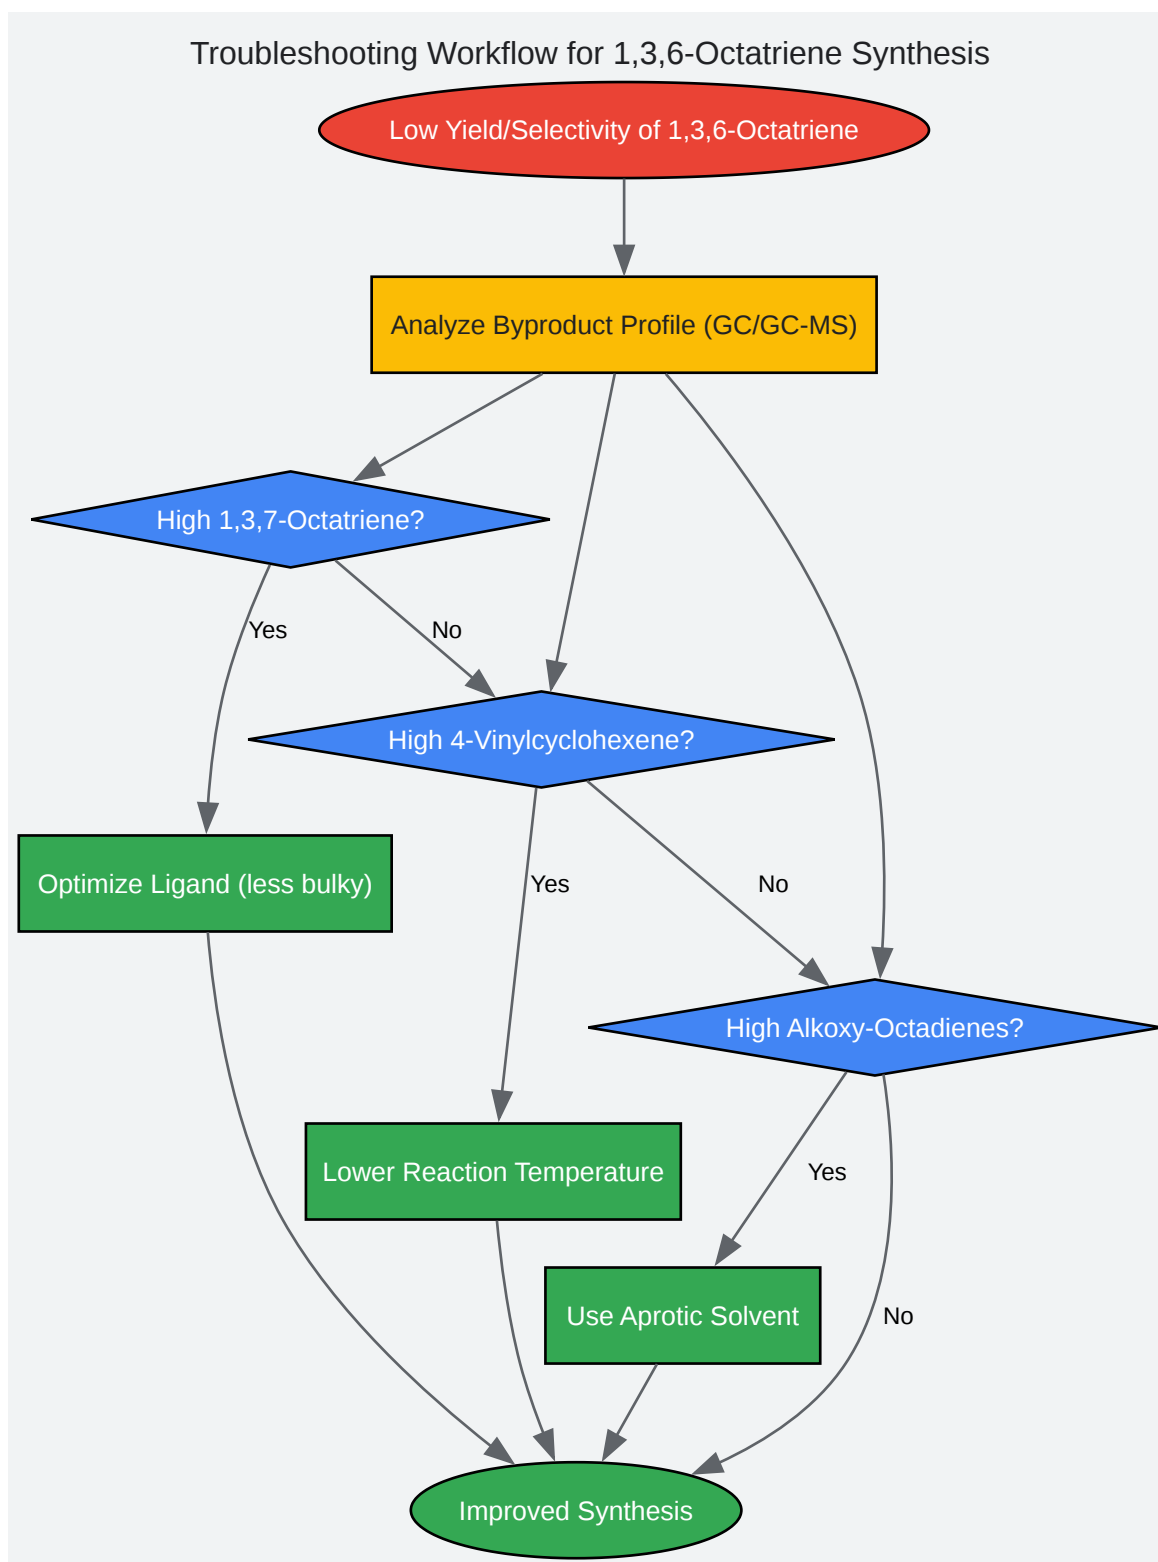 Troubleshooting Workflow for 1,3,6-Octatriene Synthesis
Low Yield/Selectivity of 1,3,6-Octatriene
Analyze Byproduct Profile (GC/GC-MS)
High 1,3,7-Octatriene?
Yes
No
High 4-Vinylcyclohexene?
Optimize Ligand (less bulky)
Yes
No
High Alkoxy-Octadienes?
Lower Reaction Temperature
Yes
Use Aprotic Solvent
No
Improved Synthesis